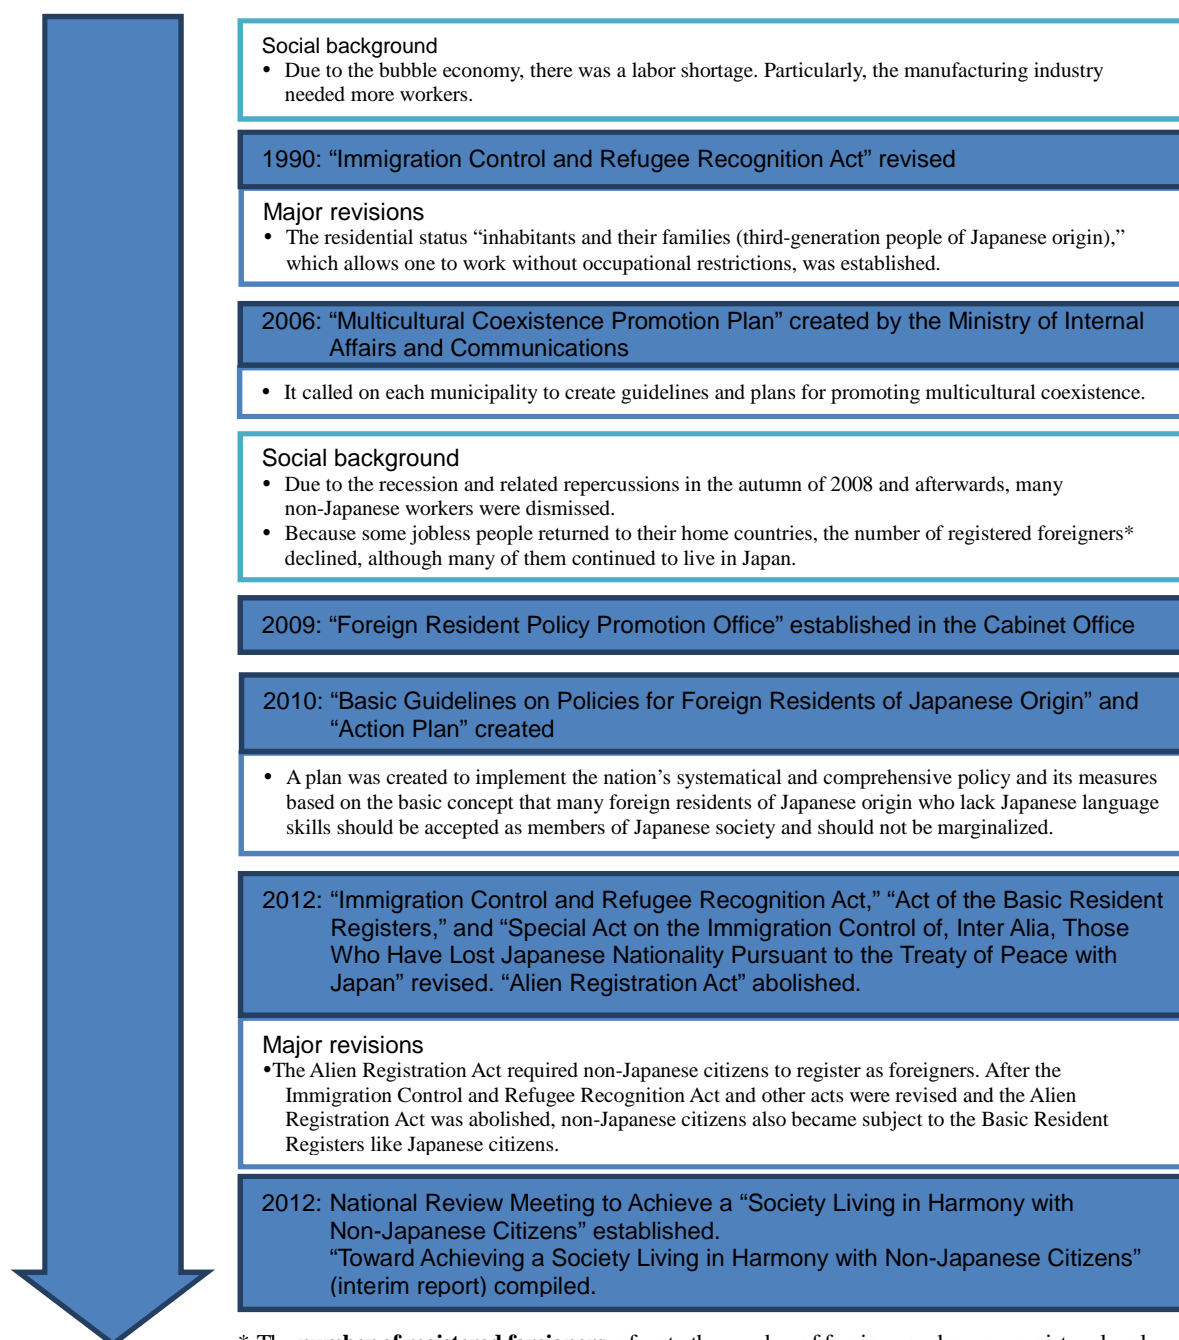 Social background
• Due to the bubble economy, there was a labor shortage. Particularly, the manufacturing industry
needed more workers.
1990: “Immigration Control and Refugee Recognition Act” revised
Major revisions
• The residential status “inhabitants and their families (third-generation people of Japanese origin),”
which allows one to work without occupational restrictions, was established.
2006: “Multicultural Coexistence Promotion Plan” created by the Ministry of Internal
Affairs and Communications
• It called on each municipality to create guidelines and plans for promoting multicultural coexistence.
Social background
• Due to the recession and related repercussions in the autumn of 2008 and afterwards, many
non-Japanese workers were dismissed.
• Because some jobless people returned to their home countries, the number of registered foreigners*
declined, although many of them continued to live in Japan.
2009: “Foreign Resident Policy Promotion Office” established in the Cabinet Office
2010: “Basic Guidelines on Policies for Foreign Residents of Japanese Origin” and
“Action Plan” created
• A plan was created to implement the nation’s systematical and comprehensive policy and its measures
based on the basic concept that many foreign residents of Japanese origin who lack Japanese language
skills should be accepted as members of Japanese society and should not be marginalized.
2012: “Immigration Control and Refugee Recognition Act,” “Act of the Basic Resident
Registers,” and “Special Act on the Immigration Control of, Inter Alia, Those
Who Have Lost Japanese Nationality Pursuant to the Treaty of Peace with
Japan” revised. “Alien Registration Act” abolished.
Major revisions
•The Alien Registration Act required non-Japanese citizens to register as foreigners. After the
Immigration Control and Refugee Recognition Act and other acts were revised and the Alien
Registration Act was abolished, non-Japanese citizens also became subject to the Basic Resident
Registers like Japanese citizens.
2012: National Review Meeting to Achieve a “Society Living in Harmony with
Non-Japanese Citizens” established.
“Toward Achieving a Society Living in Harmony with Non-Japanese Citizens”
(interim report) compiled.